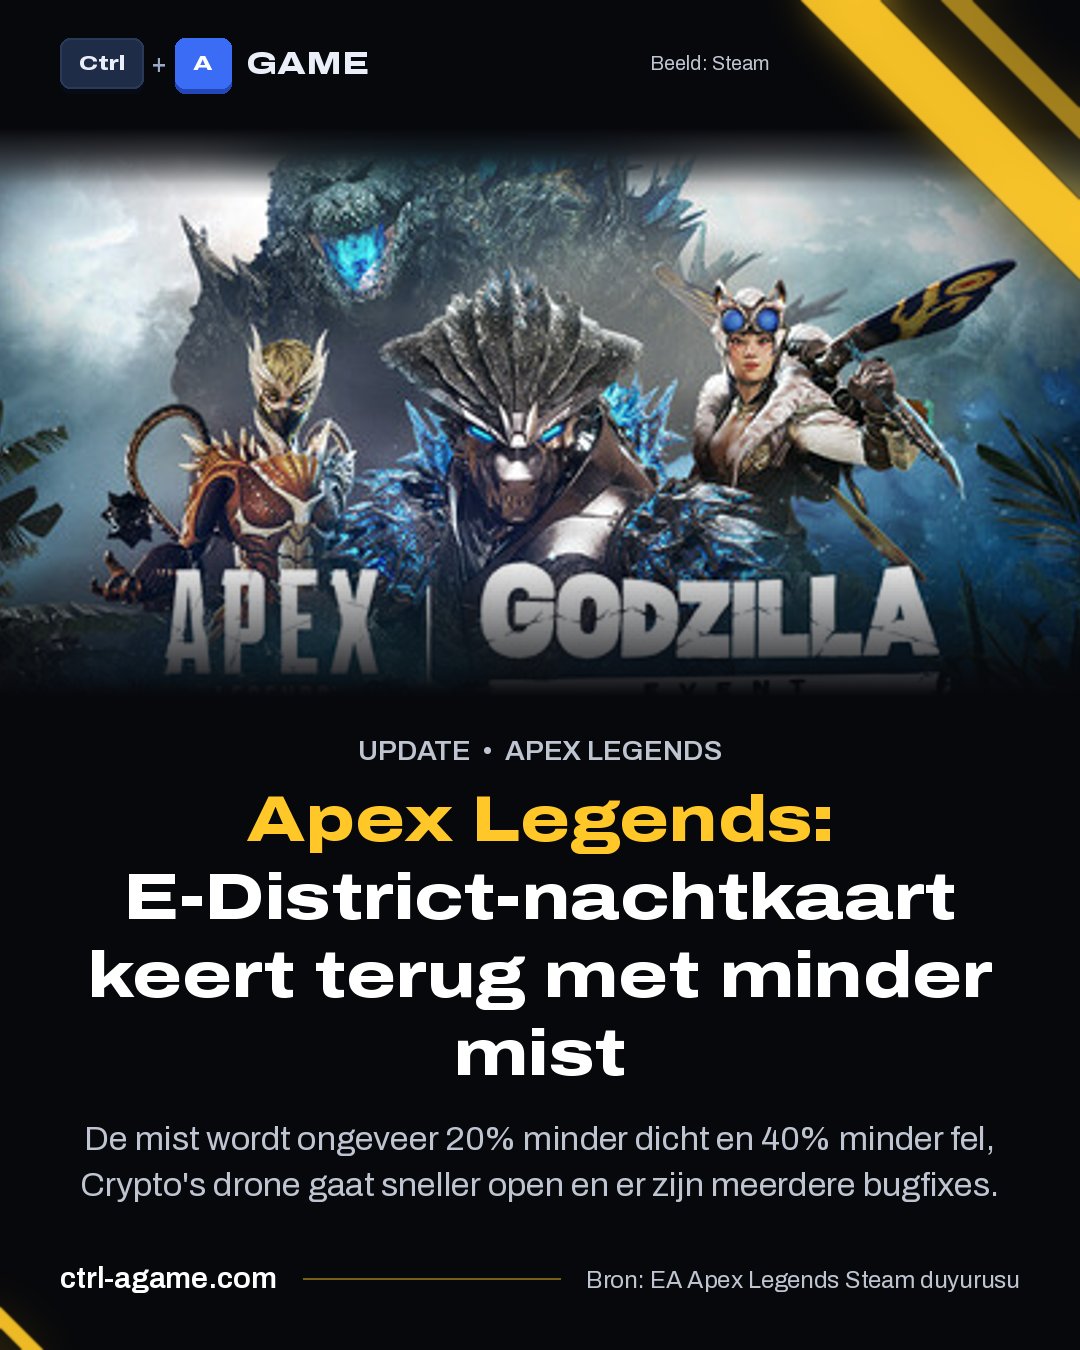 Ctrl + A GAME
Beeld: Steam
APEX GODZILLA
LEGENDS EVENT
UPDATE • APEX LEGENDS
Apex Legends:
E-District-nachtkaart
keert terug met minder
mist
De mist wordt ongeveer 20% minder dicht en 40% minder fel,
Crypto's drone gaat sneller open en er zijn meerdere bugfixes.
ctrl-agame.com
Bron: EA Apex Legends Steam duyurusu